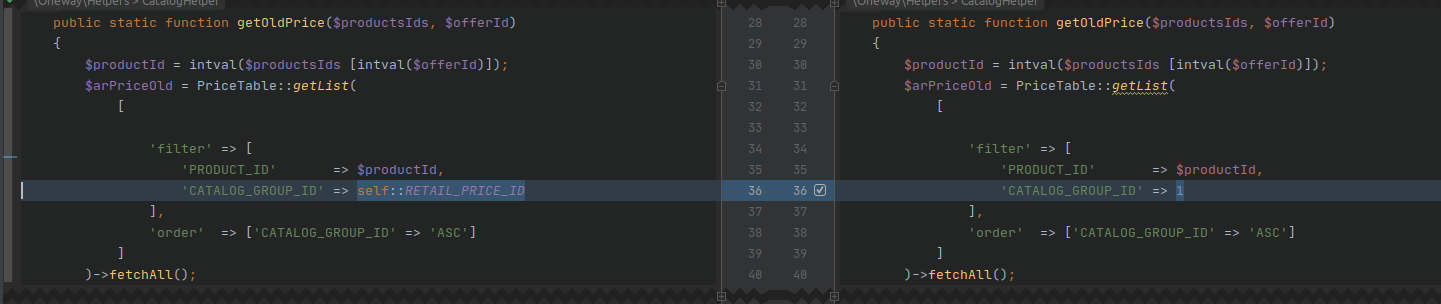 \Oneway\Helpers > CatalogHelper
public static function getOldPrice($productsIds, $offerId)
{
$productId = intval($productsIds [intval($offerId)]);
$arPriceOld = PriceTable::getList(
[
'filter' => [
'PRODUCT_ID' => $productId,
'CATALOG_GROUP_ID' => self::RETAIL_PRICE_ID
],
'order' => ['CATALOG_GROUP_ID' => 'ASC']
]
)->fetchAll();
28 28
29 29
30 30
31 31
32 32
33 33
34 34
35 35
36 36
37 37
38 38
39 39
40 40
\Oneway\Helpers > CatalogHelper
public static function getOldPrice($productsIds, $offerId)
{
$productId = intval($productsIds [intval($offerId)]);
$arPriceOld = PriceTable::getList(
[
'filter' => [
'PRODUCT_ID' => $productId,
'CATALOG_GROUP_ID' => 1
],
'order' => ['CATALOG_GROUP_ID' => 'ASC']
]
)->fetchAll();